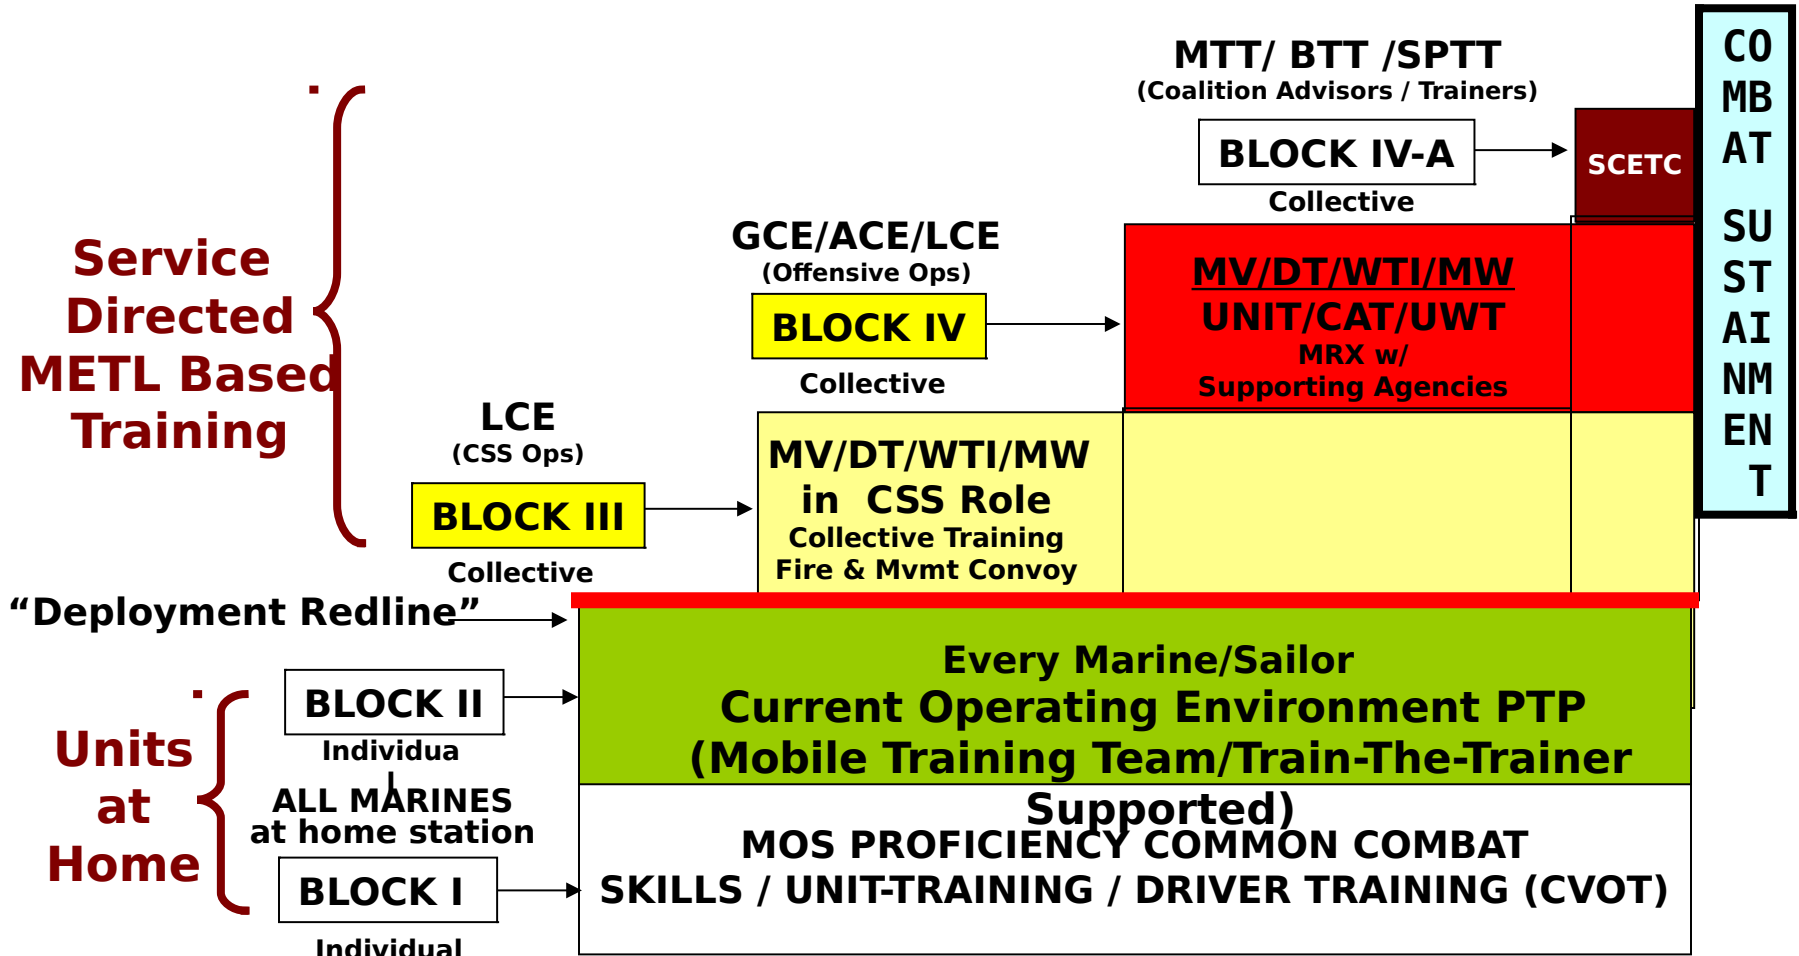 MTT/ BTT /SPTT
(Coalition Advisors / Trainers)
BLOCK IV-A
Collective
SCETC
CO
MB
AT
SU
ST
AI
NM
EN
T
GCE/ACE/LCE
(Offensive Ops)
BLOCK IV
Collective
MV/DT/WTI/MW
UNIT/CAT/UWT
MRX w/
Supporting Agencies
Service
Directed
METL Based
Training
LCE
(CSS Ops)
BLOCK III
Collective
MV/DT/WTI/MW
in CSS Role
Collective Training
Fire & Mvmt Convoy
“Deployment Redline”
BLOCK II
Individua
l
Every Marine/Sailor
Current Operating Environment PTP
(Mobile Training Team/Train-The-Trainer
Supported)
Units
at
Home
ALL MARINES
at home station
BLOCK I
Individual
MOS PROFICIENCY COMMON COMBAT
SKILLS / UNIT-TRAINING / DRIVER TRAINING (CVOT)